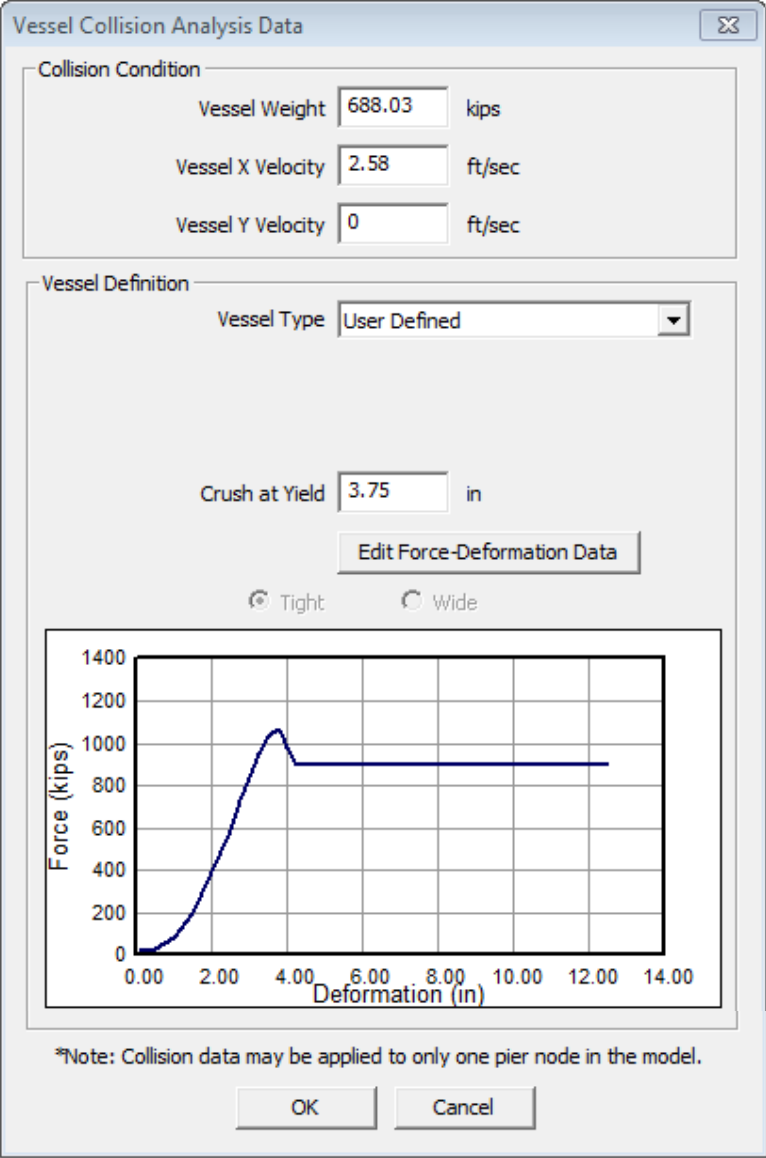 Vessel Collision Analysis Data
Collision Condition
Vessel Weight 688.03 kips
Vessel X Velocity 2.58 ft/sec
Vessel Y Velocity 0 ft/sec
Vessel Definition
Vessel Type User Defined
Crush at Yield 3.75 in
Edit Force-Deformation Data
Tight Wide
1400
1200
1000
800
600
400
200
0
Force (kips)
0.00 2.00 4.00 6.00 8.00 10.00 12.00 14.00
Deformation (in)
*Note: Collision data may be applied to only one pier node in the model.
OK Cancel